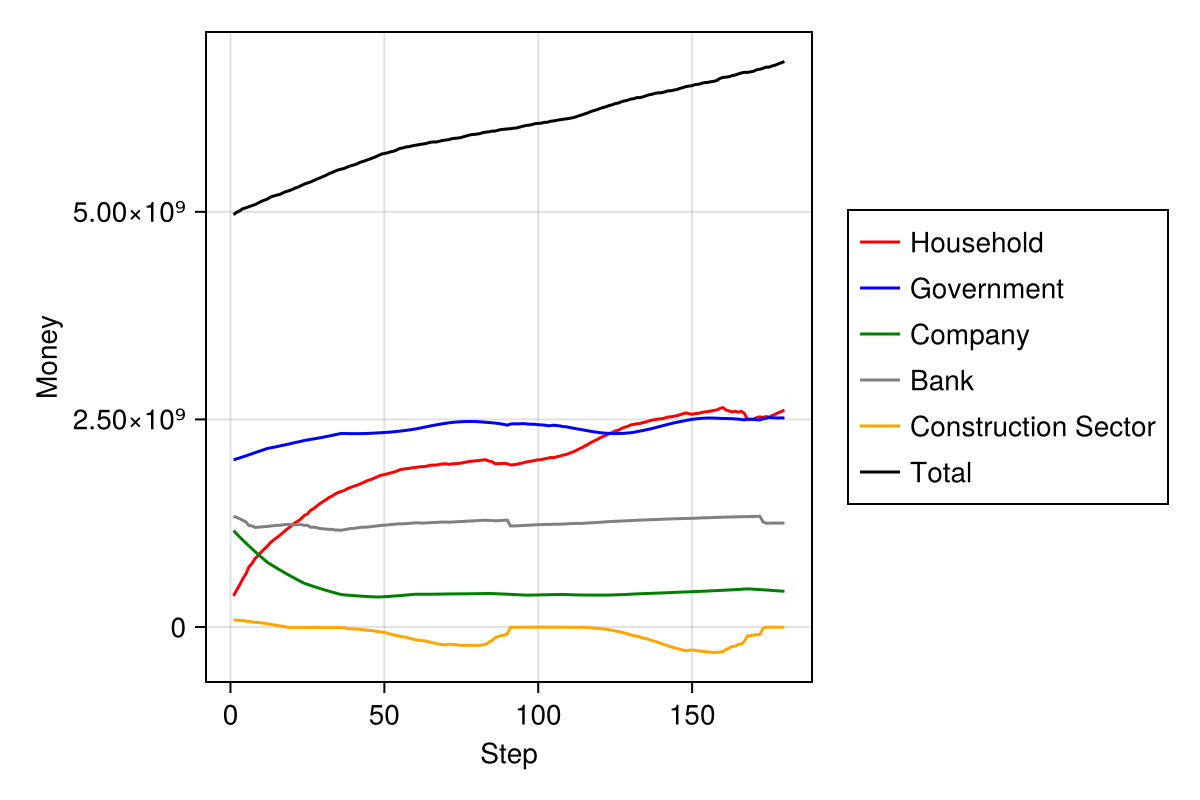 Money
5.00×10⁹
2.50×10⁹
0
0
50
100
150
Step
Household
Government
Company
Bank
Construction Sector
Total